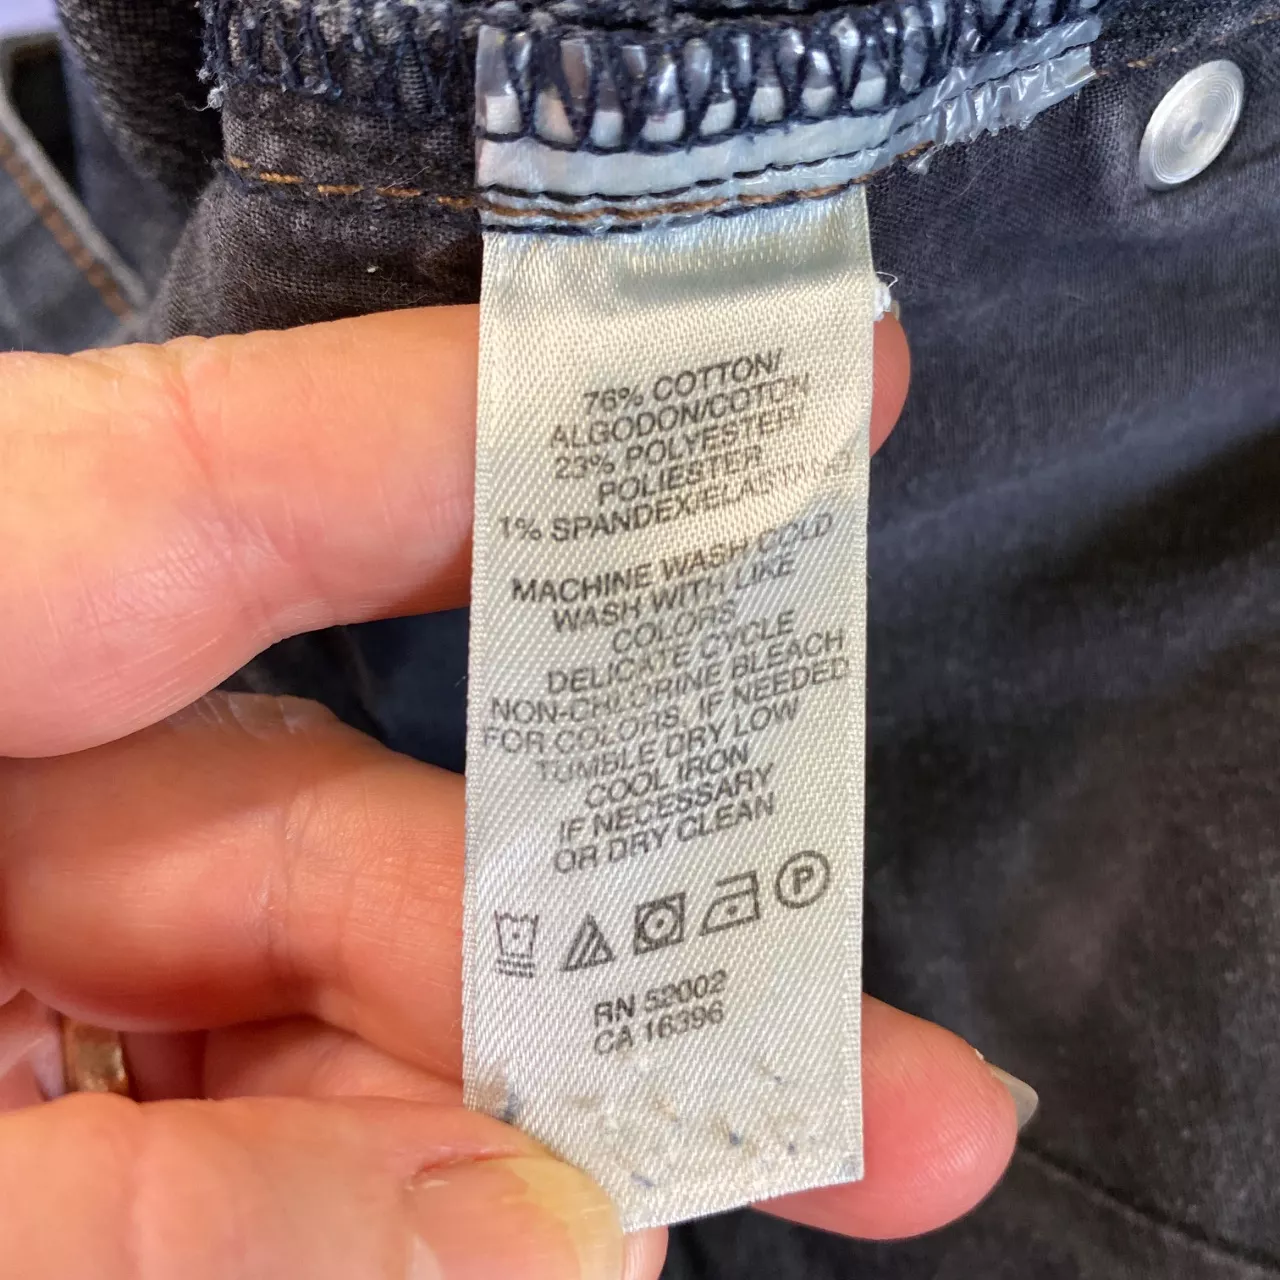 76% COTTON/
ALGODON/COTON
23% POLYESTER/
POLIESTER
1% SPANDEX/ELASTANO
MACHINE WASH COLD
WASH WITH LIKE
COLORS
DELICATE CYCLE
NON-CHLORINE BLEACH
FOR COLORS, IF NEEDED
TUMBLE DRY LOW
COOL IRON
IF NECESSARY
OR DRY CLEAN
P
RN 52002
CA 16396